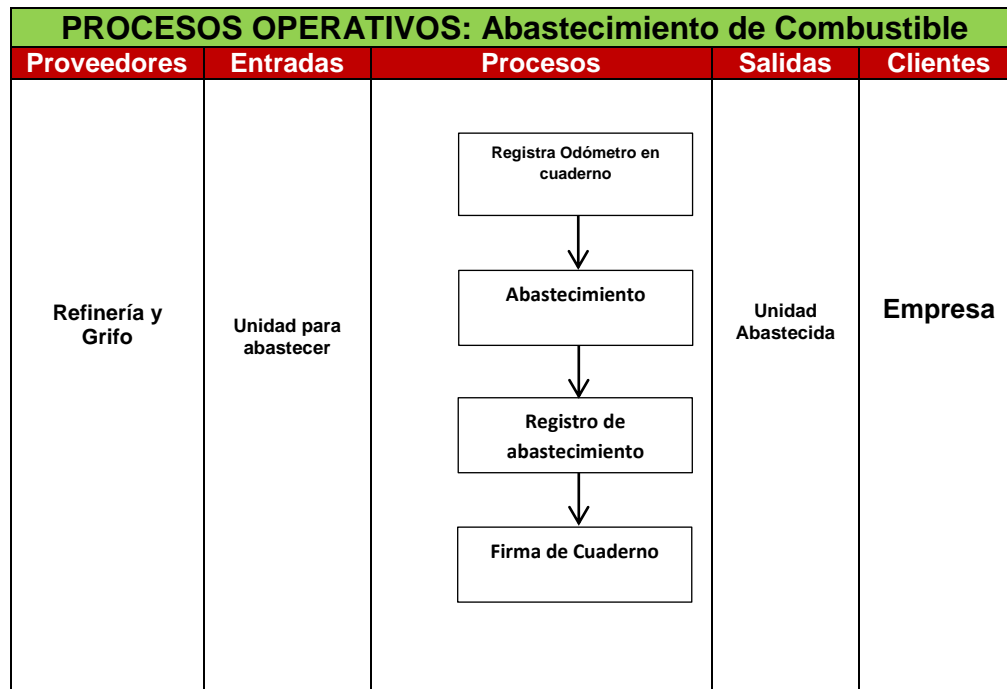 PROCESOS OPERATIVOS: Abastecimiento de Combustible
Proveedores
Entradas
Procesos
Salidas
Clientes
Refinería y
Grifo
Unidad para
abastecer
Registra Odómetro en
cuaderno
Abastecimiento
Registro de
abastecimiento
Firma de Cuaderno
Unidad
Abastecida
Empresa